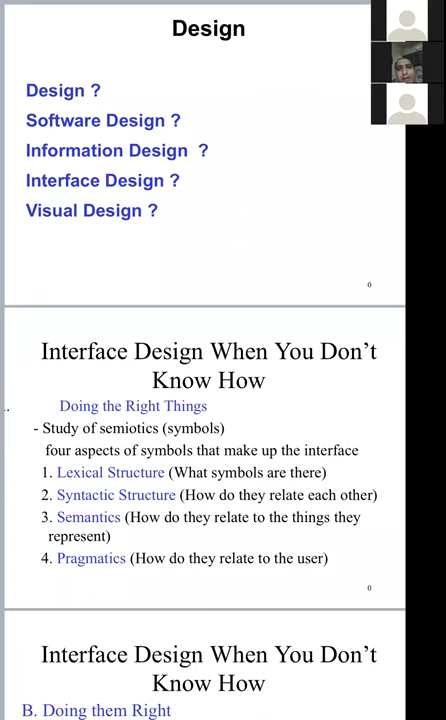 Design
Design ?
Software Design ?
Information Design  ?
Interface Design ?
Visual Design ?
0
Interface Design When You Don’t
Know How
..
Doing the Right Things
- Study of semiotics (symbols)
four aspects of symbols that make up the interface
1. Lexical Structure (What symbols are there)
2. Syntactic Structure (How do they relate each other)
3. Semantics (How do they relate to the things they
represent)
4. Pragmatics (How do they relate to the user)
0
Interface Design When You Don’t
Know How
B. Doing them Right